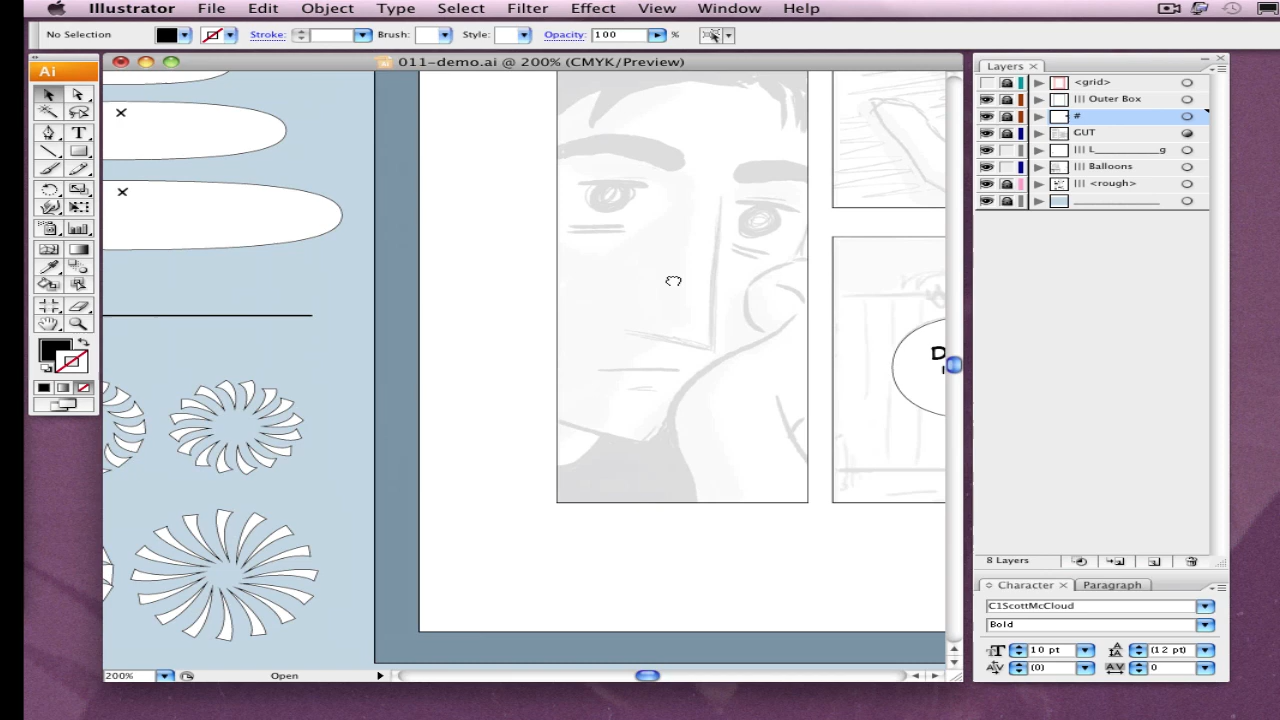 Illustrator File Edit Object Type Select Filter Effect View Window Help
No Selection Stroke: Brush: Style: Opacity: 100 %
011-demo.ai @ 200% (CMYK/Preview)
Ai
Layers
<grid>
Outer Box
#
GUT
L__________g
Balloons
<rough>
8 Layers
D
Character Paragraph
C1ScottMcCloud
Bold
10 pt (12 pt)
(0) 0
200% Open